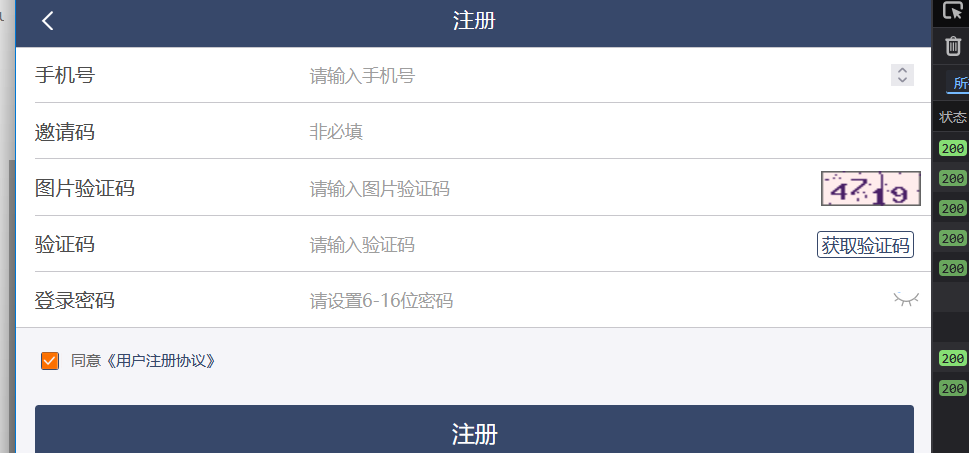 注册
手机号 请输入手机号
邀请码 非必填
图片验证码 请输入图片验证码 4719
验证码 请输入验证码 获取验证码
登录密码 请设置6-16位密码
同意《用户注册协议》
注册
所
状态
200
200
200
200
200
200
200